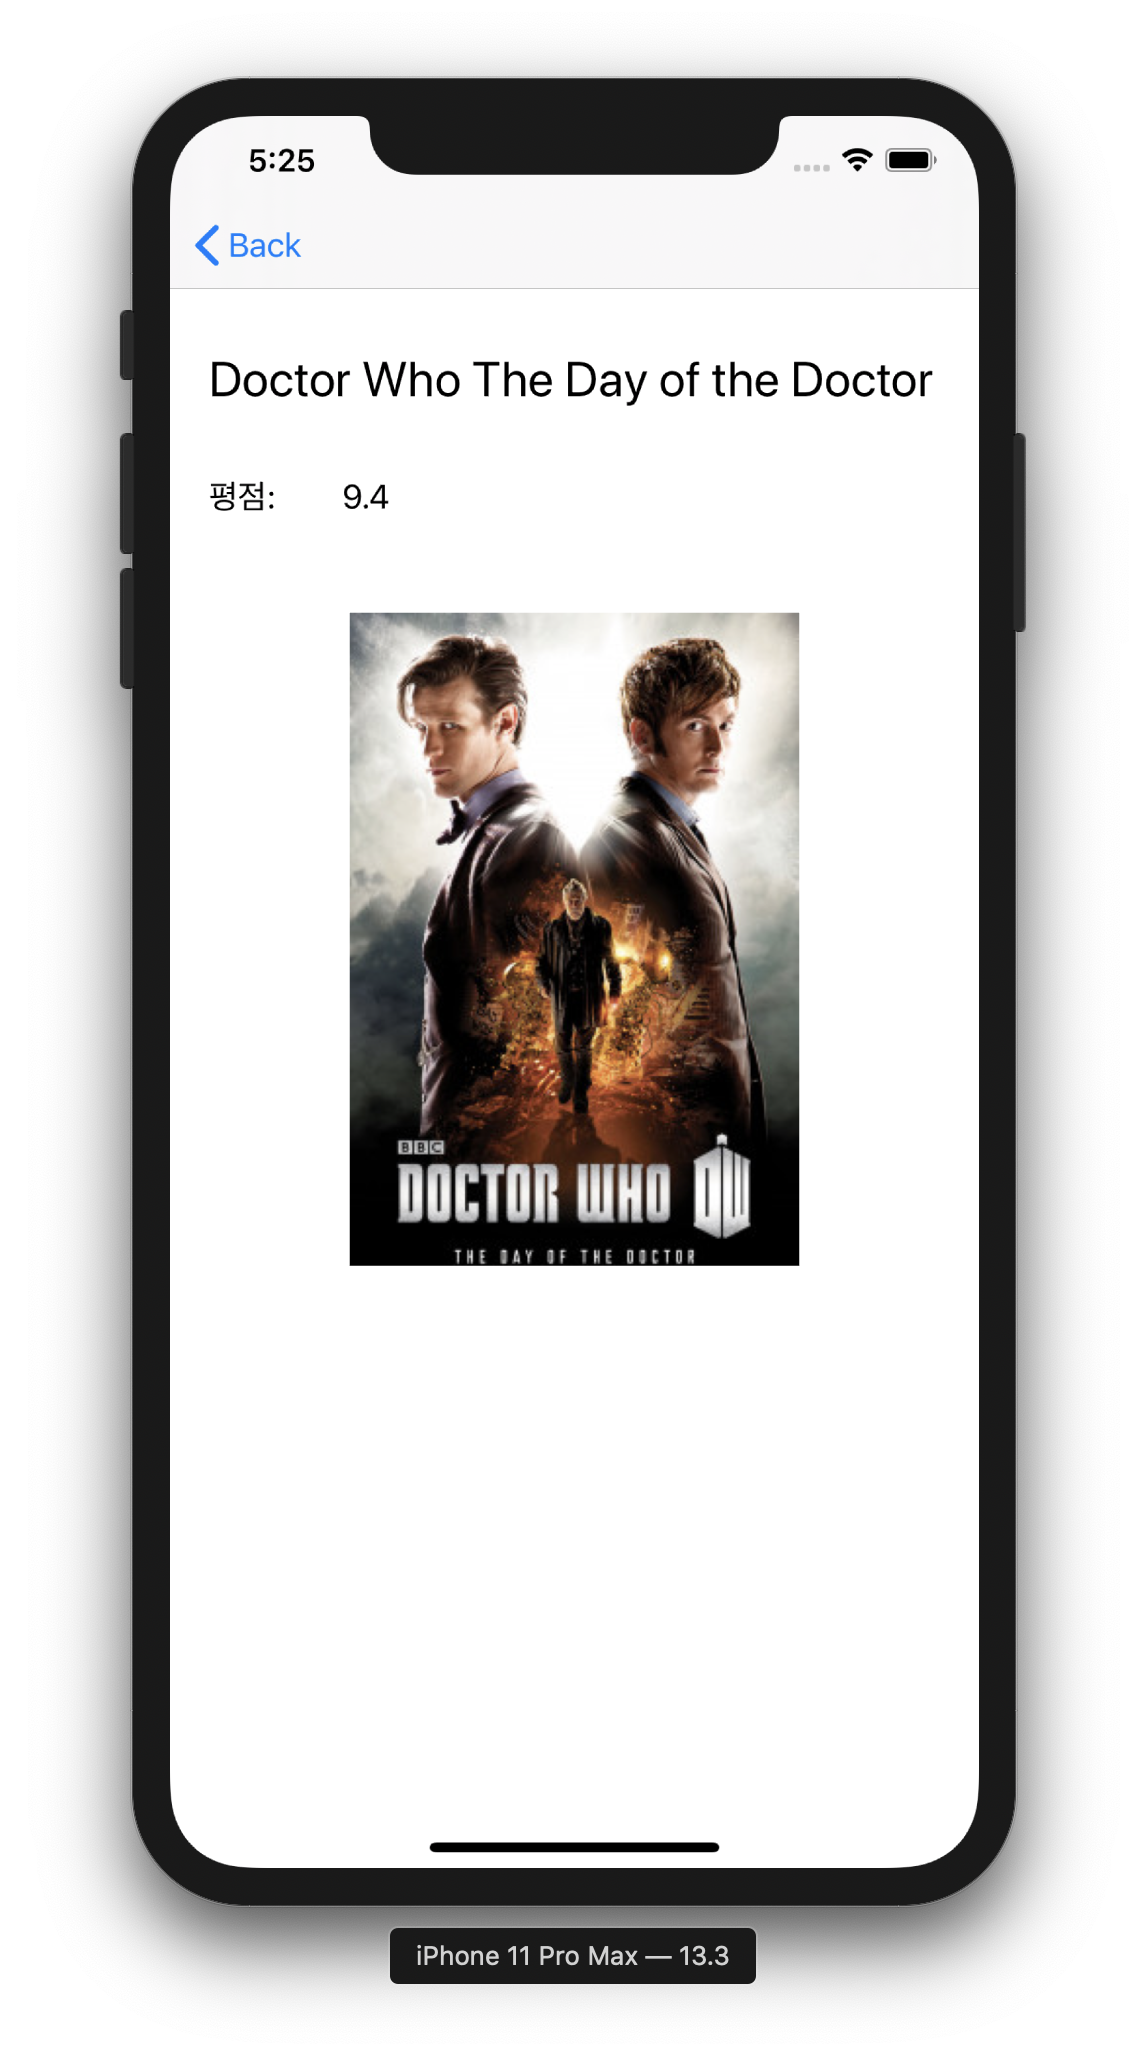 5:25
Back
Doctor Who The Day of the Doctor
평점: 9.4
BBC
DOCTOR WHO DW
THE DAY OF THE DOCTOR
iPhone 11 Pro Max — 13.3